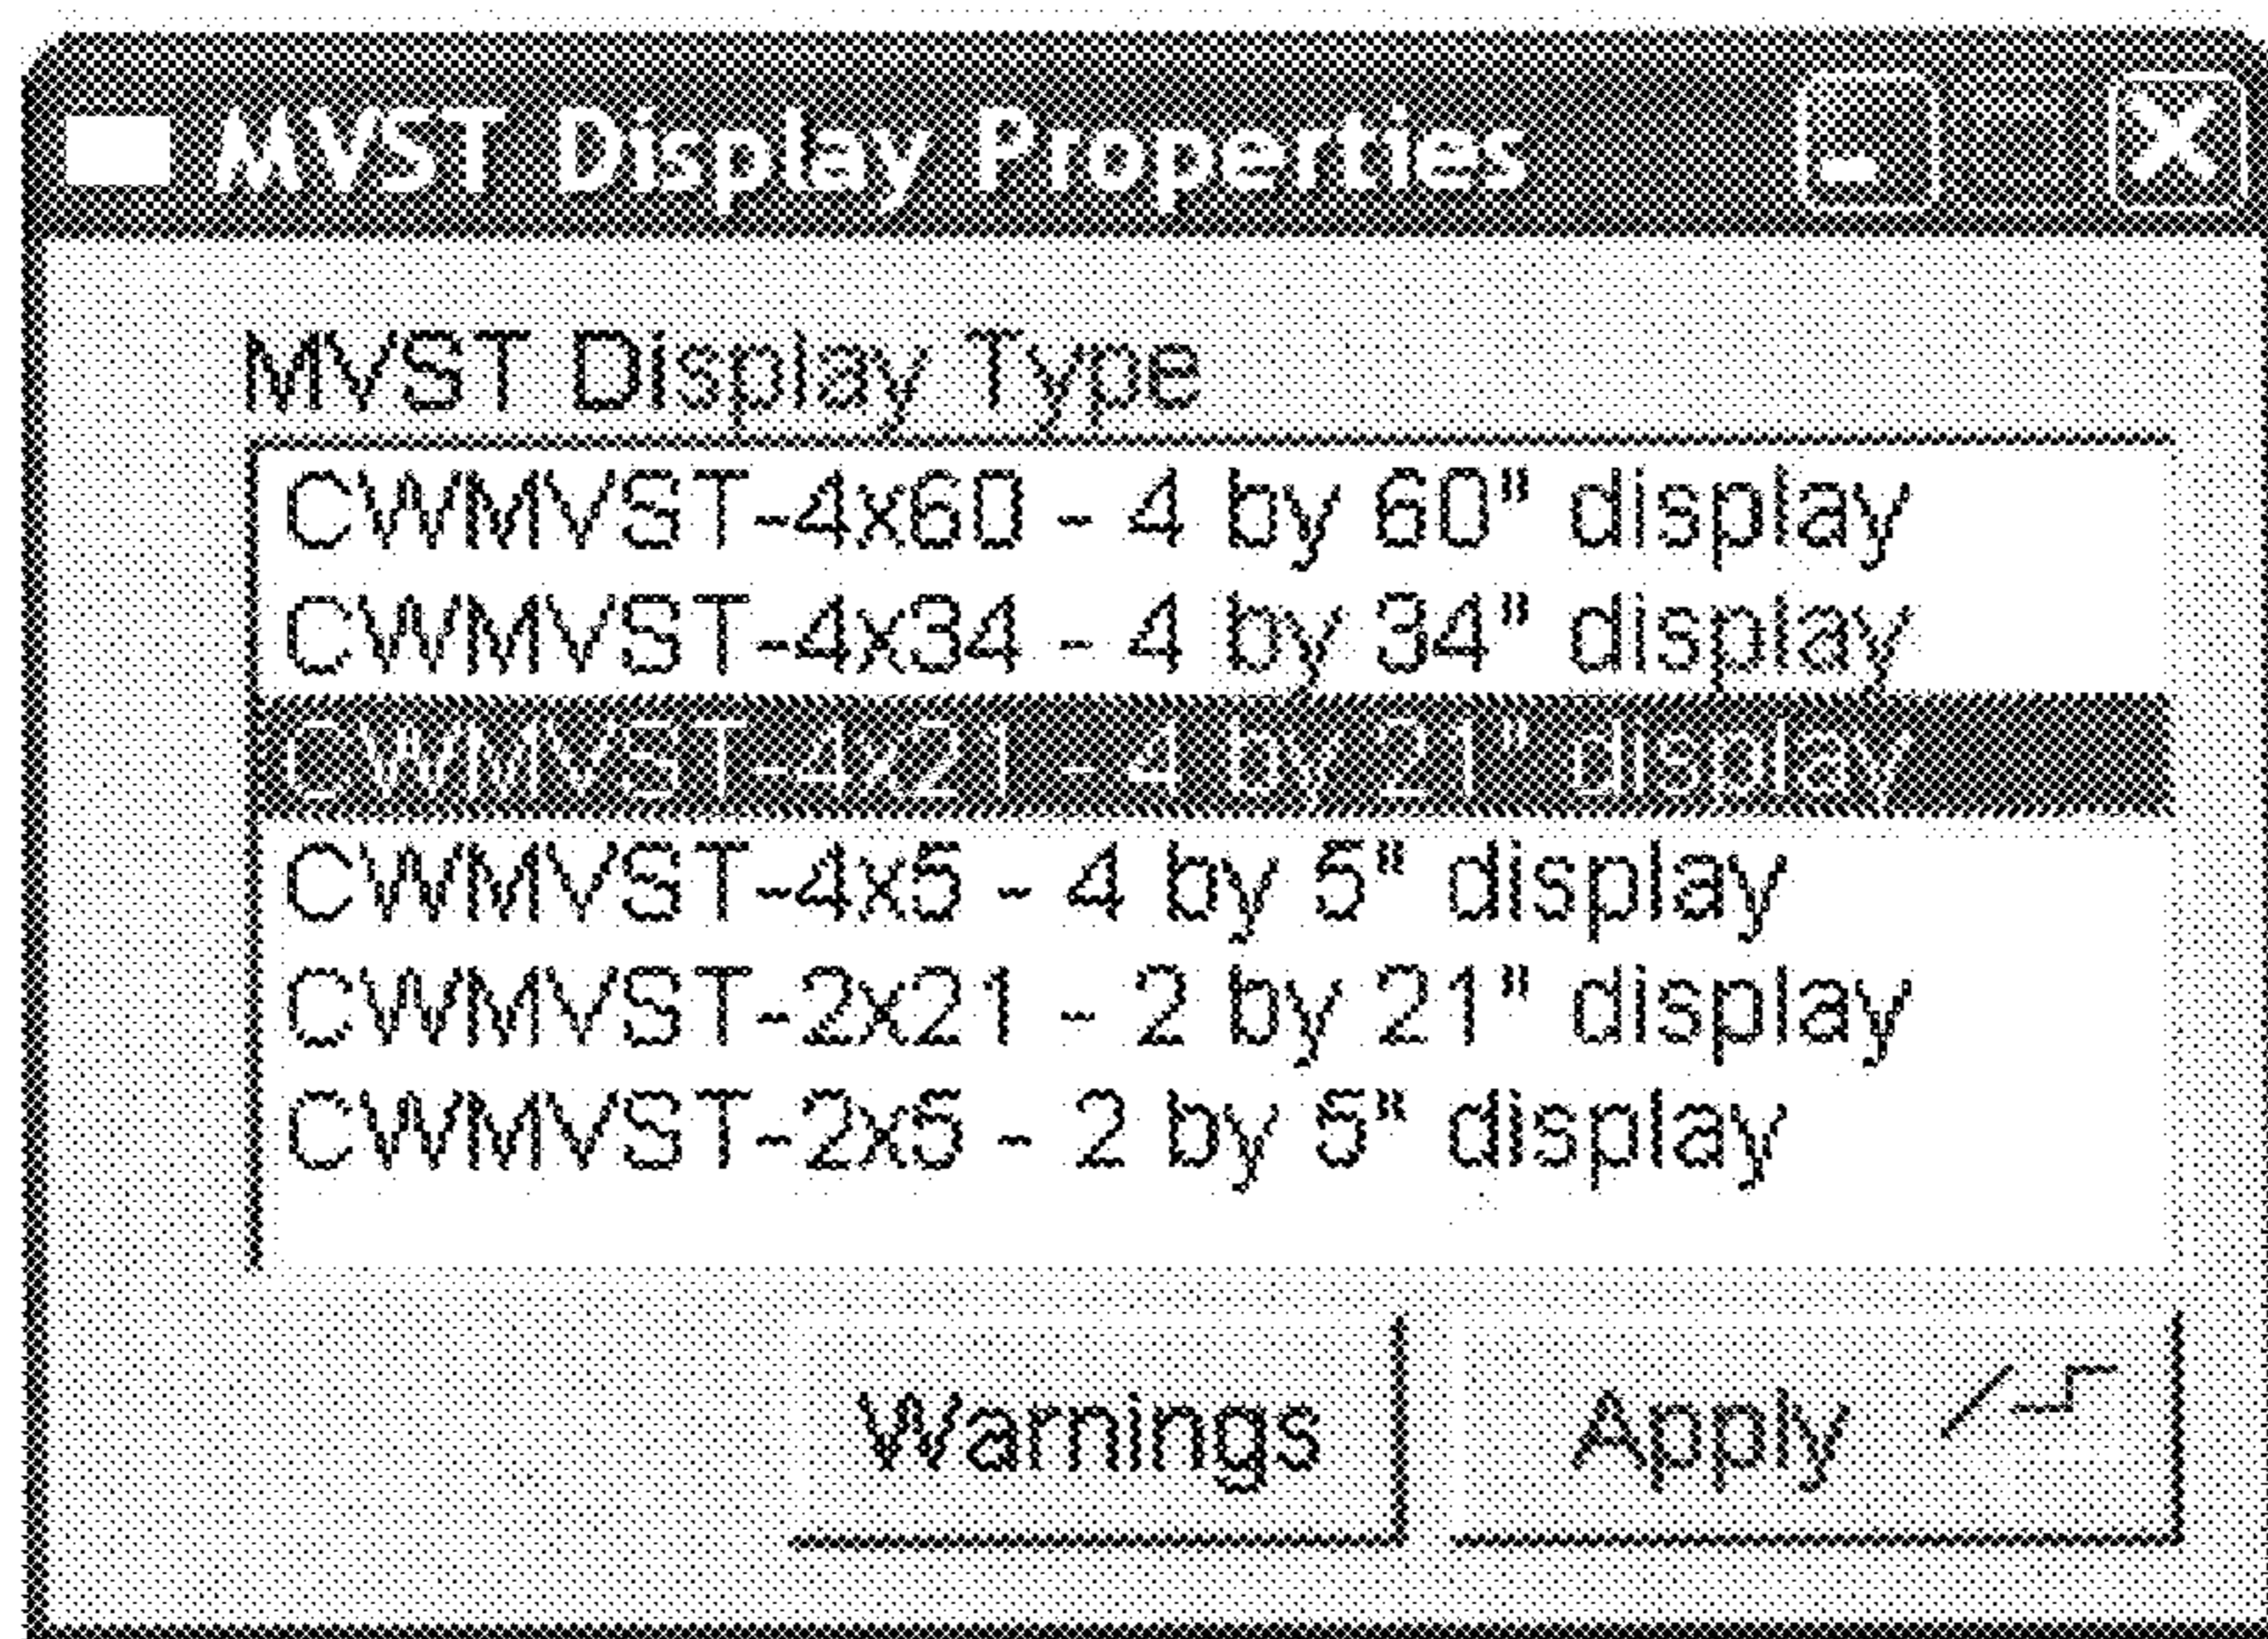 MVST Display Properties
MVST Display Type
CWMVST-4x60 - 4 by 60" display
CWMVST-4x34 - 4 by 34" display
CWMVST-4x21 - 4 by 21" display
CWMVST-4x5 - 4 by 5" display
CWMVST-2x21 - 2 by 21" display
CWMVST-2x5 - 2 by 5" display
Warnings Apply